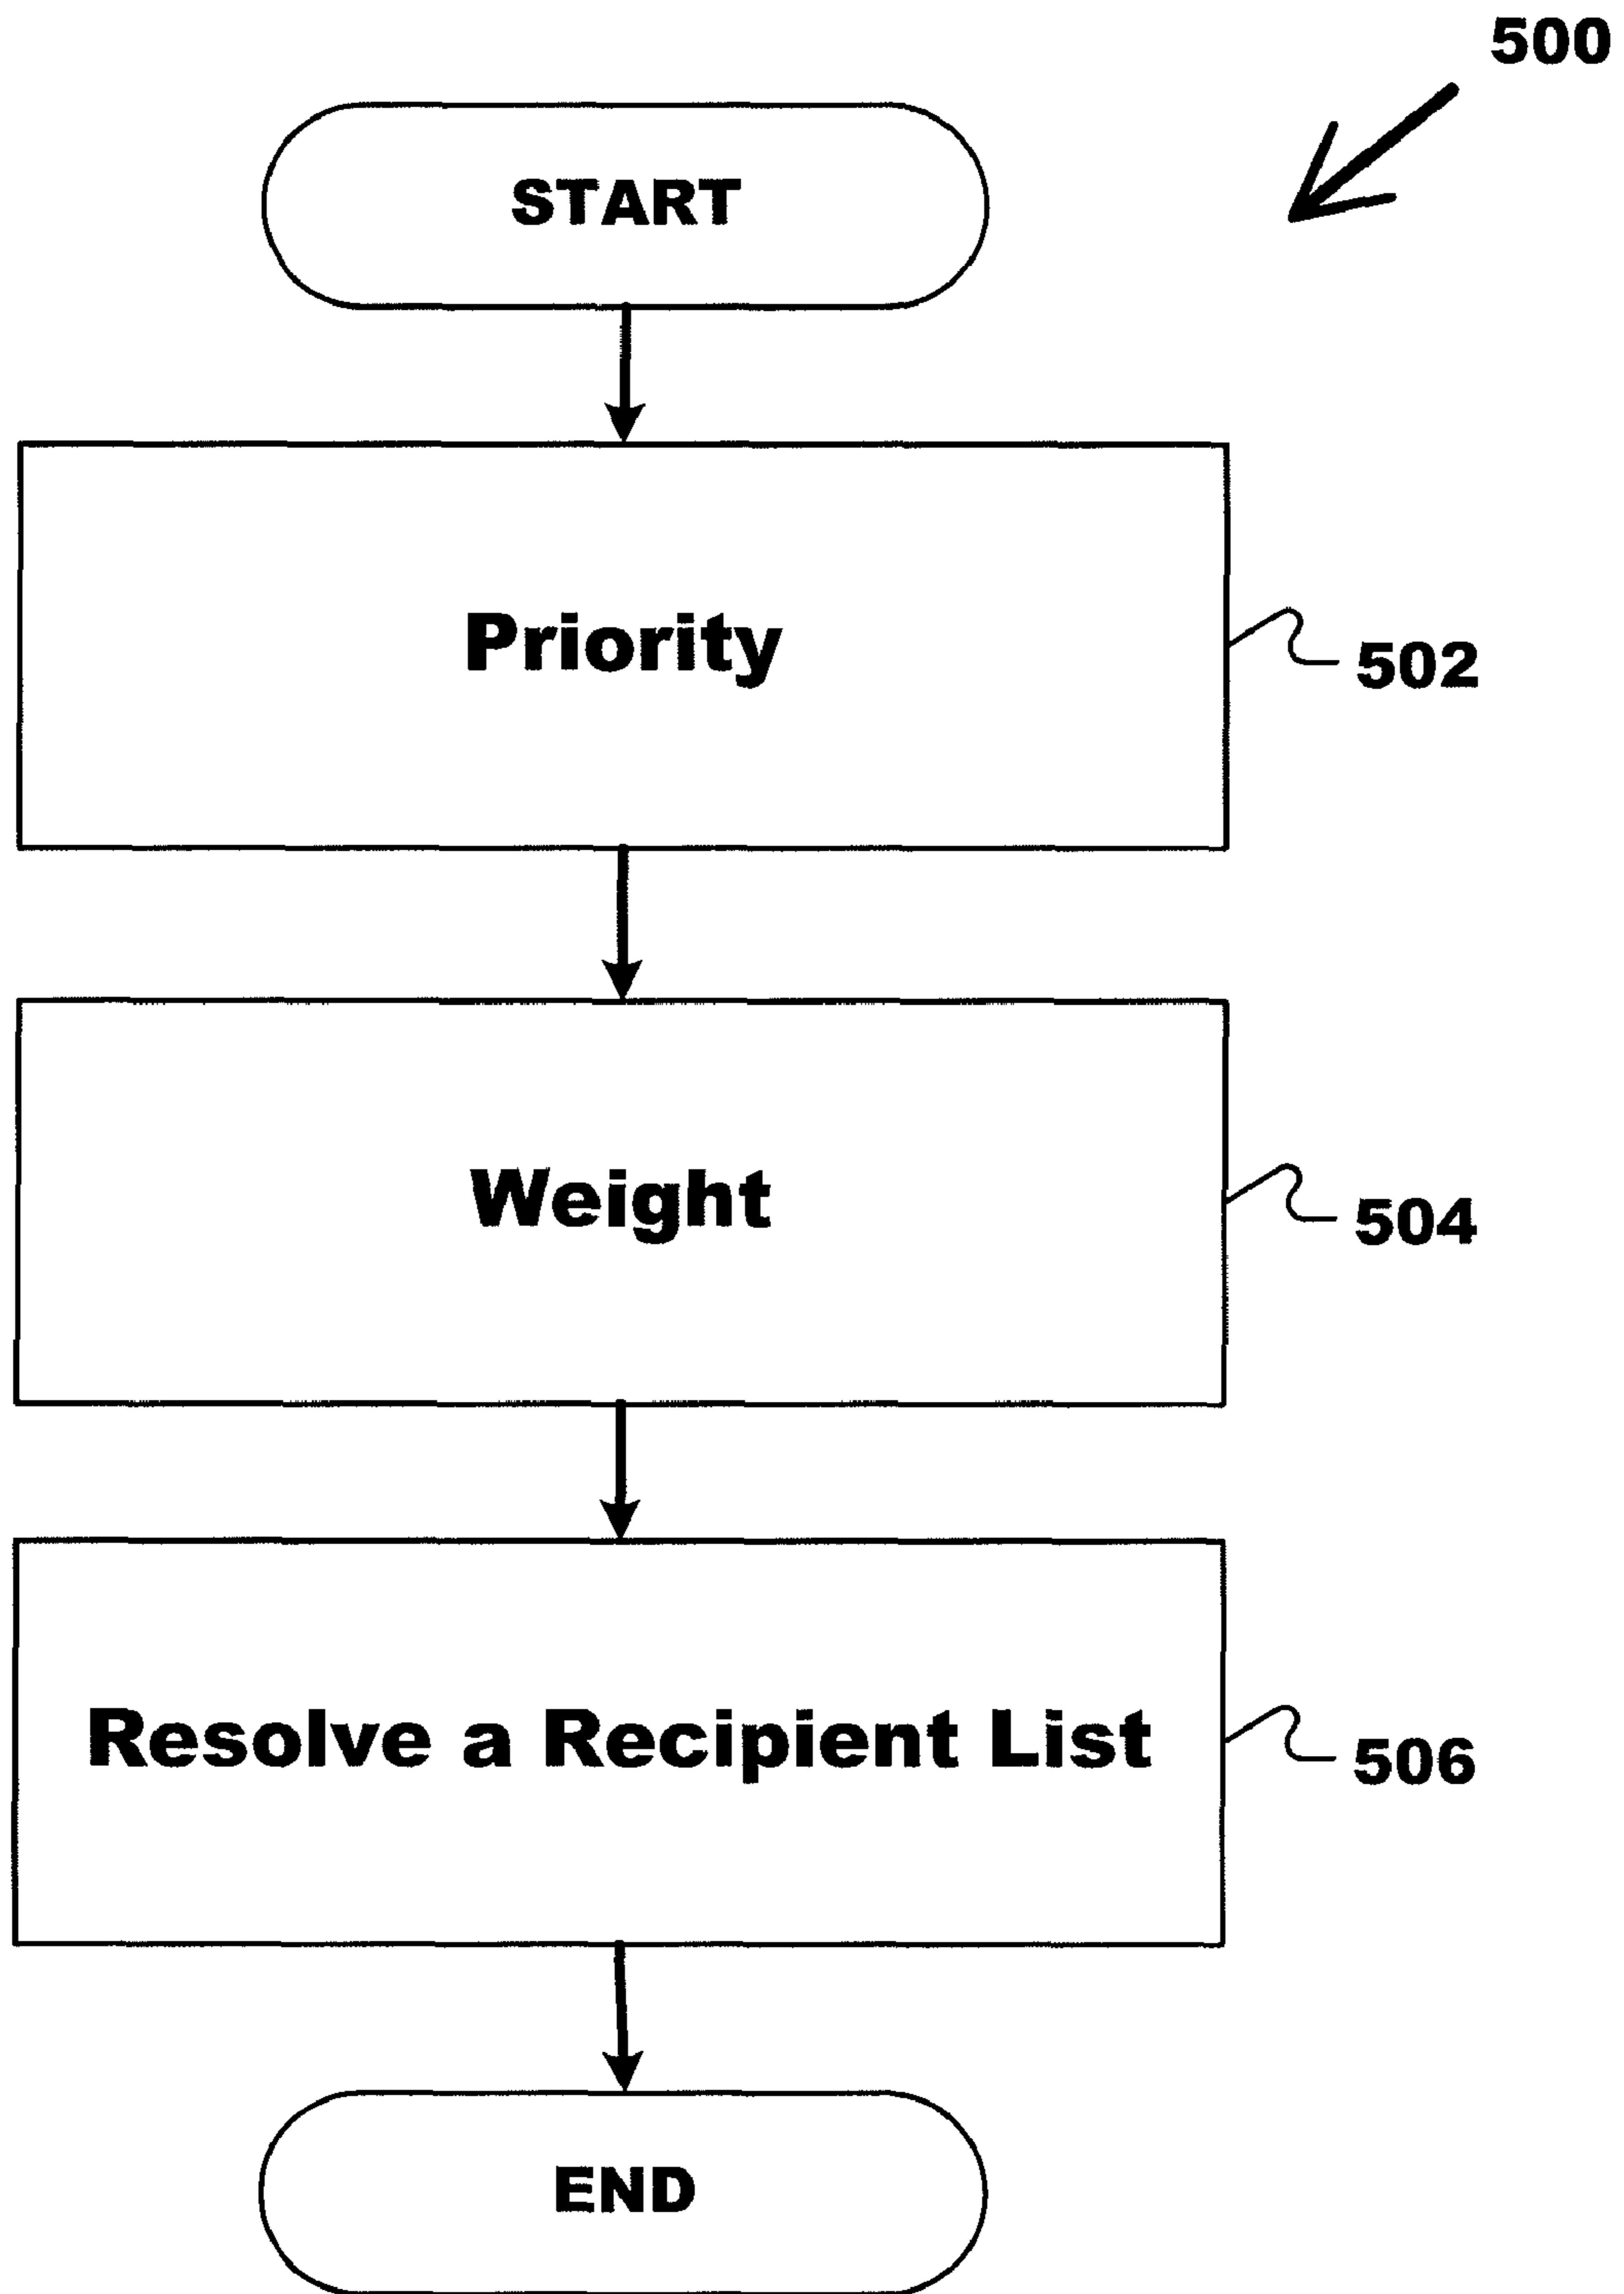 500
START
Priority
502
Weight
504
Resolve a Recipient List
506
END